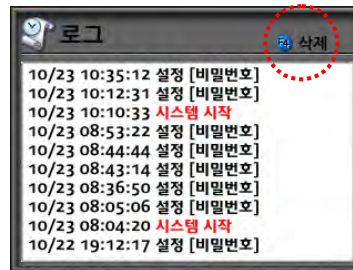 로그
F4 삭제
10/23 10:35:12 설정 [비밀번호]
10/23 10:12:31 설정 [비밀번호]
10/23 10:10:33 시스템 시작
10/23 08:53:22 설정 [비밀번호]
10/23 08:44:44 설정 [비밀번호]
10/23 08:43:14 설정 [비밀번호]
10/23 08:36:50 설정 [비밀번호]
10/23 08:05:06 설정 [비밀번호]
10/23 08:04:20 시스템 시작
10/22 19:12:17 설정 [비밀번호]